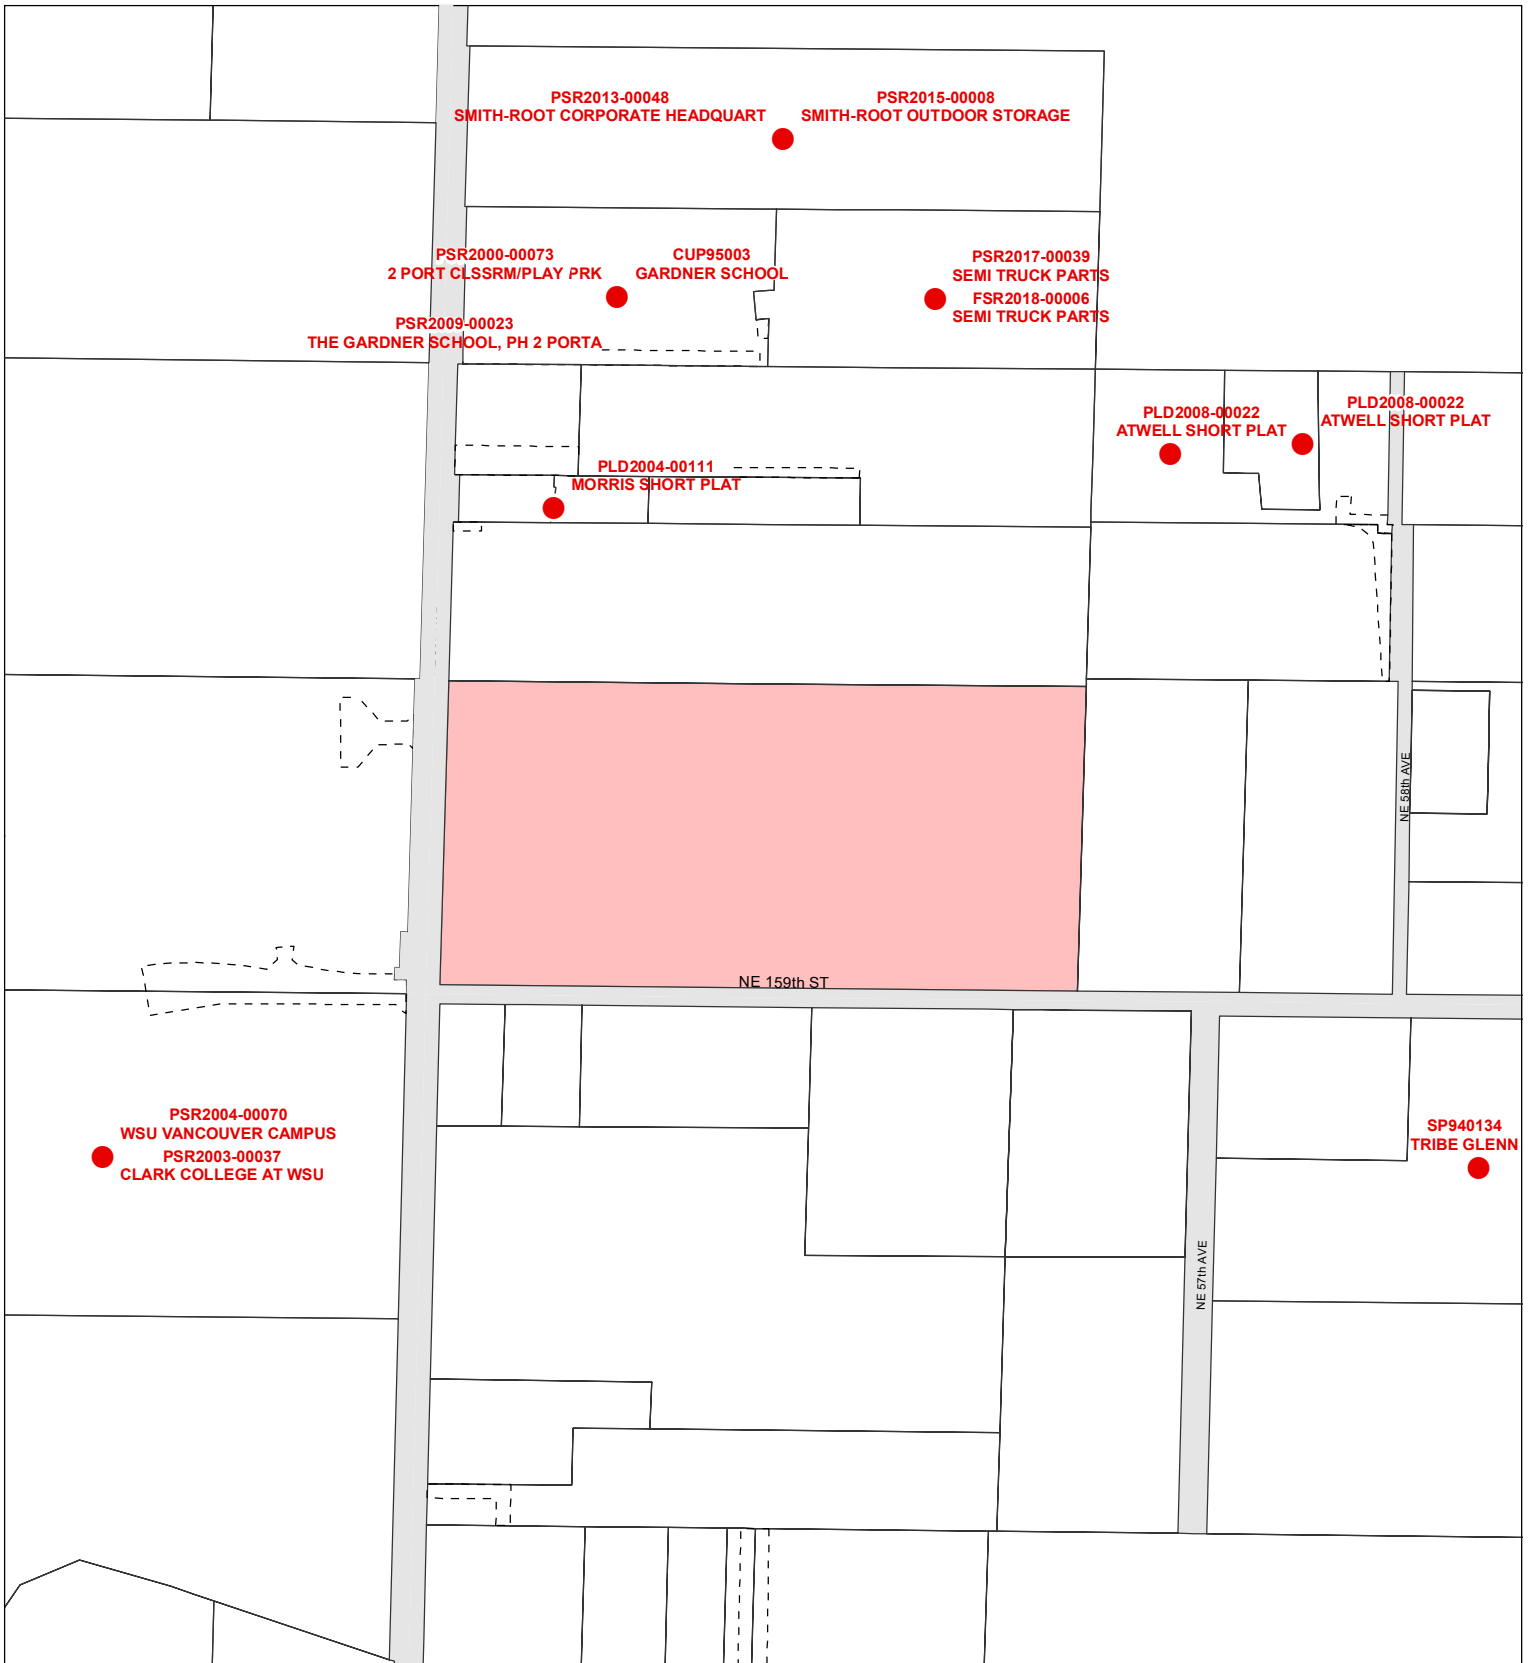 PSR2013-00048
SMITH-ROOT CORPORATE HEADQUART
PSR2015-00008
SMITH-ROOT OUTDOOR STORAGE
PSR2000-00073
2 PORT CLSSRM/PLAY PRK
CUP95003
GARDNER SCHOOL
PSR2017-00039
SEMI TRUCK PARTS
FSR2018-00006
SEMI TRUCK PARTS
PSR2009-00023
THE GARDNER SCHOOL, PH 2 PORTA
PLD2008-00022
ATWELL SHORT PLAT
PLD2008-00022
ATWELL SHORT PLAT
PLD2004-00111
MORRIS SHORT PLAT
NE 58th AVE
NE 159th ST
PSR2004-00070
WSU VANCOUVER CAMPUS
PSR2003-00037
CLARK COLLEGE AT WSU
SP940134
TRIBE GLENN
NE 57th AVE